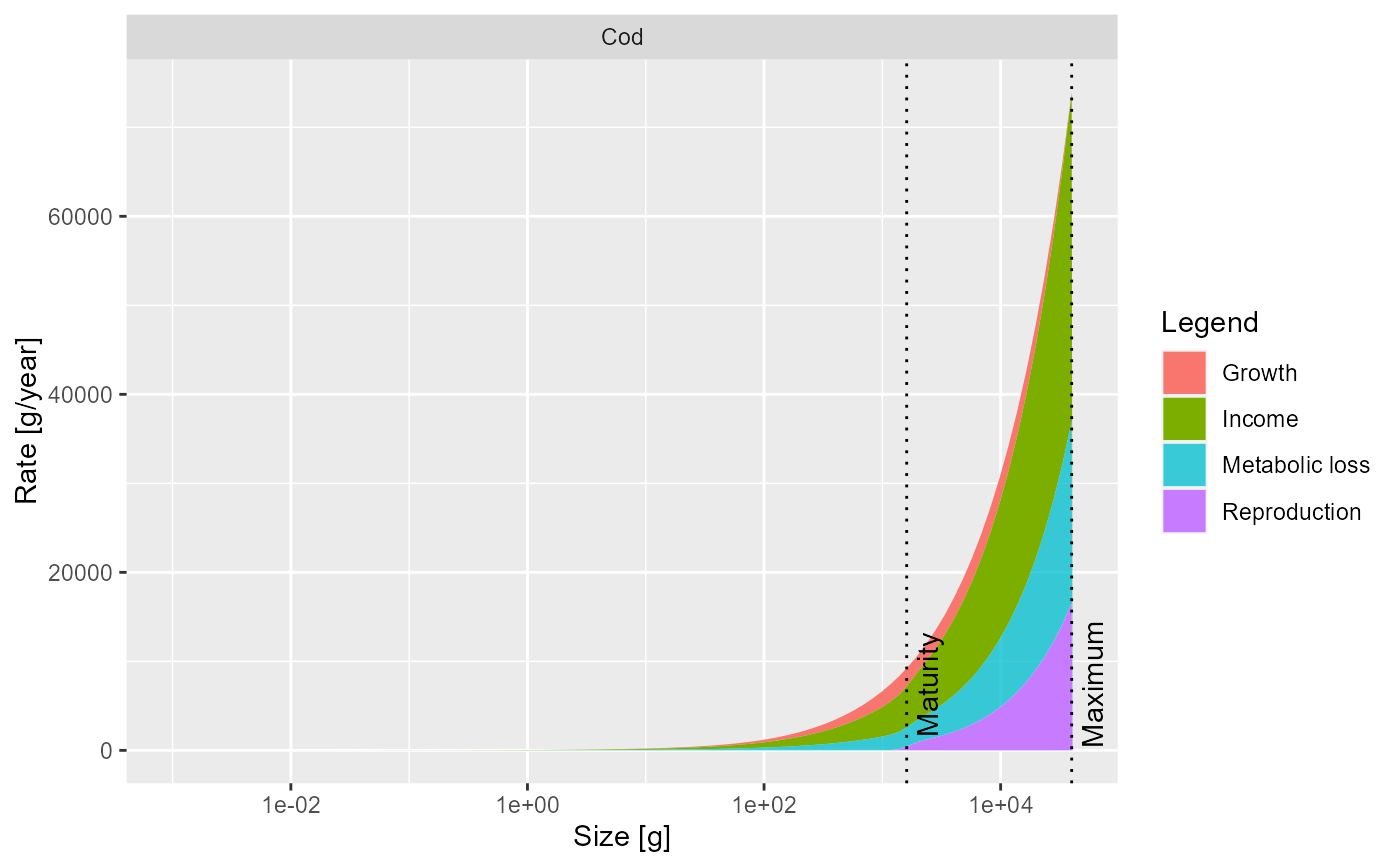 Cod
Rate [g/year]
60000
40000
20000
0
Maturity
Maximum
1e-02
1e+00
1e+02
1e+04
Size [g]
Legend
Growth
Income
Metabolic loss
Reproduction